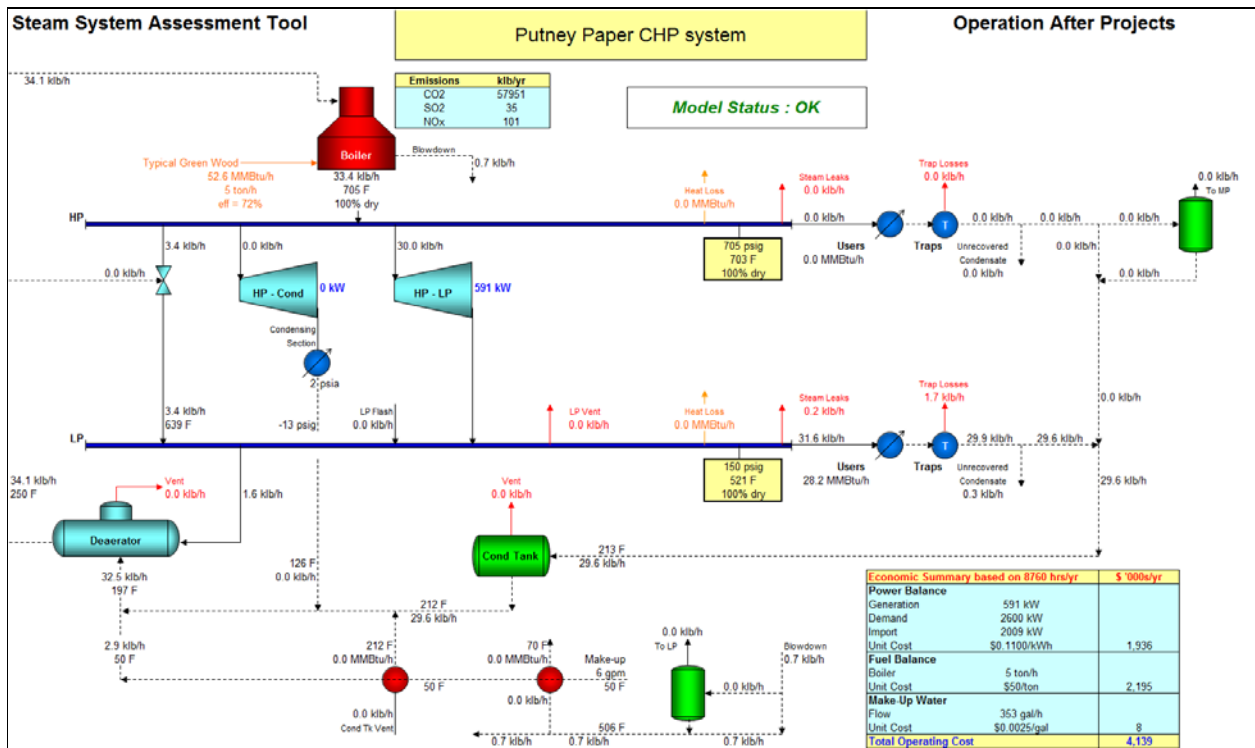 Steam System Assessment Tool
Putney Paper CHP system
Operation After Projects
34.1 klb/h
Emissions klb/yr
CO2 57951
SO2 35
NOx 101
Model Status : OK
Boiler
Blowdown
0.7 klb/h
Typical Green Wood
52.6 MMBtu/h
5 ton/h
eff = 72%
33.4 klb/h
705 F
100% dry
HP
Heat Loss
0.0 MMBtu/h
Steam Leaks
0.0 klb/h
Trap Losses
0.0 klb/h
0.0 klb/h
To MP
0.0 klb/h
Users
0.0 MMBtu/h
T
Traps
0.0 klb/h
0.0 klb/h
0.0 klb/h
Unrecovered
Condensate
0.0 klb/h
0.0 klb/h
0.0 klb/h
705 psig
703 F
100% dry
3.4 klb/h
0.0 klb/h
30.0 klb/h
0.0 klb/h
HP - Cond
0 kW
HP - LP
591 kW
Condensing
Section
2 psia
3.4 klb/h
639 F
-13 psig
LP Flash
0.0 klb/h
LP Vent
0.0 klb/h
Heat Loss
0.0 MMBtu/h
Steam Leaks
0.2 klb/h
Trap Losses
1.7 klb/h
0.0 klb/h
LP
31.6 klb/h
Users
28.2 MMBtu/h
T
Traps
29.9 klb/h
29.6 klb/h
Unrecovered
Condensate
0.3 klb/h
29.6 klb/h
150 psig
521 F
100% dry
34.1 klb/h
250 F
Vent
0.0 klb/h
1.6 klb/h
Deaerator
Vent
0.0 klb/h
Cond Tank
213 F
29.6 klb/h
126 F
0.0 klb/h
32.5 klb/h
197 F
212 F
29.6 klb/h
2.9 klb/h
50 F
212 F
0.0 MMBtu/h
50 F
0.0 klb/h
Cond Tk Vent
70 F
0.0 MMBtu/h
0.0 klb/h
Make-up
6 gpm
50 F
0.0 klb/h
To LP
Blowdown
0.7 klb/h
0.0 klb/h
506 F
0.7 klb/h
0.7 klb/h
0.7 klb/h
Economic Summary based on 8760 hrs/yr $ '000s/yr
Power Balance
Generation 591 kW
Demand 2600 kW
Import 2009 kW
Unit Cost $0.1100/kWh 1,936
Fuel Balance
Boiler 5 ton/h
Unit Cost $50/ton 2,195
Make-Up Water
Flow 353 gal/h
Unit Cost $0.0025/gal 8
Total Operating Cost 4,139